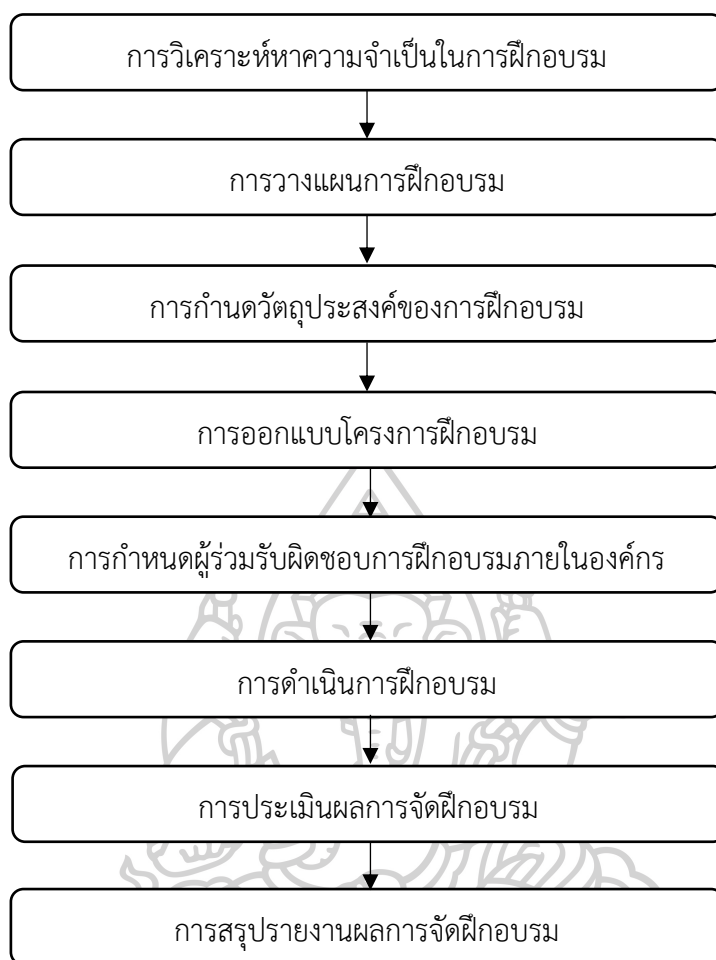 การวิเคราะห์หาความจำเป็นในการฝึกอบรม
การวางแผนการฝึกอบรม
การกำนดวัตถุประสงค์ของการฝึกอบรม
การออกแบบโครงการฝึกอบรม
การกำหนดผู้ร่วมรับผิดชอบการฝึกอบรมภายในองค์กร
การดำเนินการฝึกอบรม
การประเมินผลการจัดฝึกอบรม
การสรุปรายงานผลการจัดฝึกอบรม